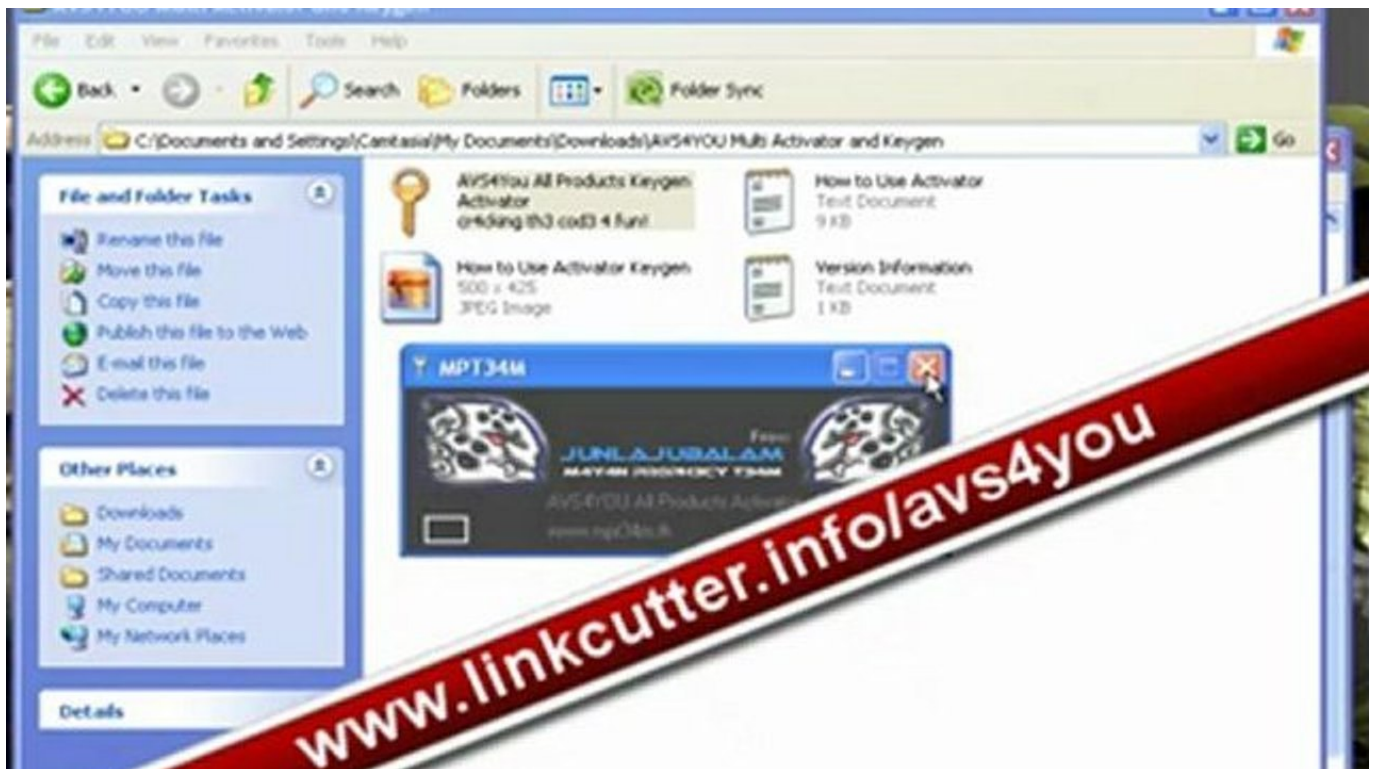 File Edit View Favorites Tools Help
Back Search Folders Folder Sync
Address C:\Documents and Settings\Camtasia\My Documents\Downloads\AVS4YOU Multi Activator and Keygen Go
File and Folder Tasks
Rename this file
Move this file
Copy this file
Publish this file to the Web
E-mail this file
Delete this file
Other Places
Downloads
My Documents
Shared Documents
My Computer
My Network Places
Details
AVS4You All Products Keygen
Activator
cr4cking th3 cod3 4 fun!
How to Use Activator
Text Document
9 KB
How to Use Activator Keygen
500 x 425
JPEG Image
Version Information
Text Document
1 KB
MPT34M
From:
JUNLAJUBALAM
AVS4YOU All Products Activator
www.linkcutter.info/avs4you